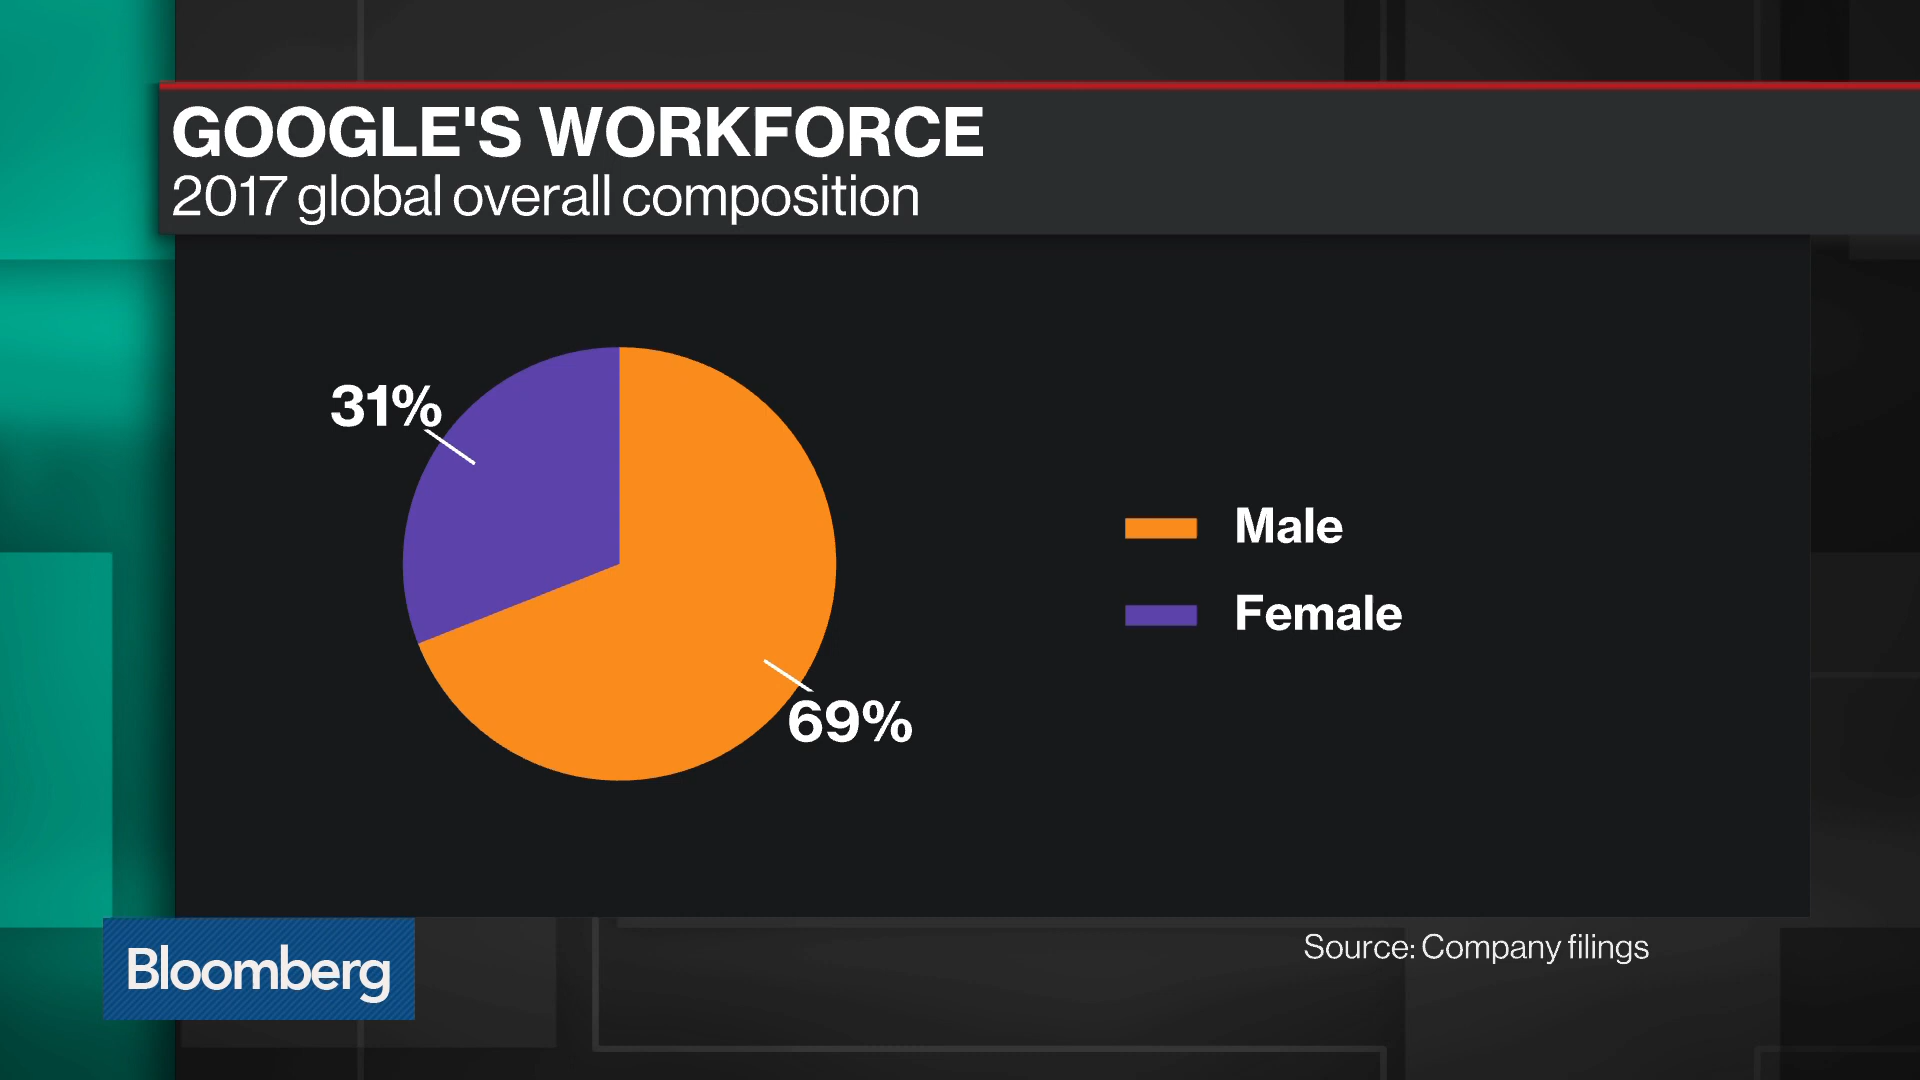 GOOGLE'S WORKFORCE
2017 global overall composition
31%
69%
Male
Female
Source: Company filings
Bloomberg